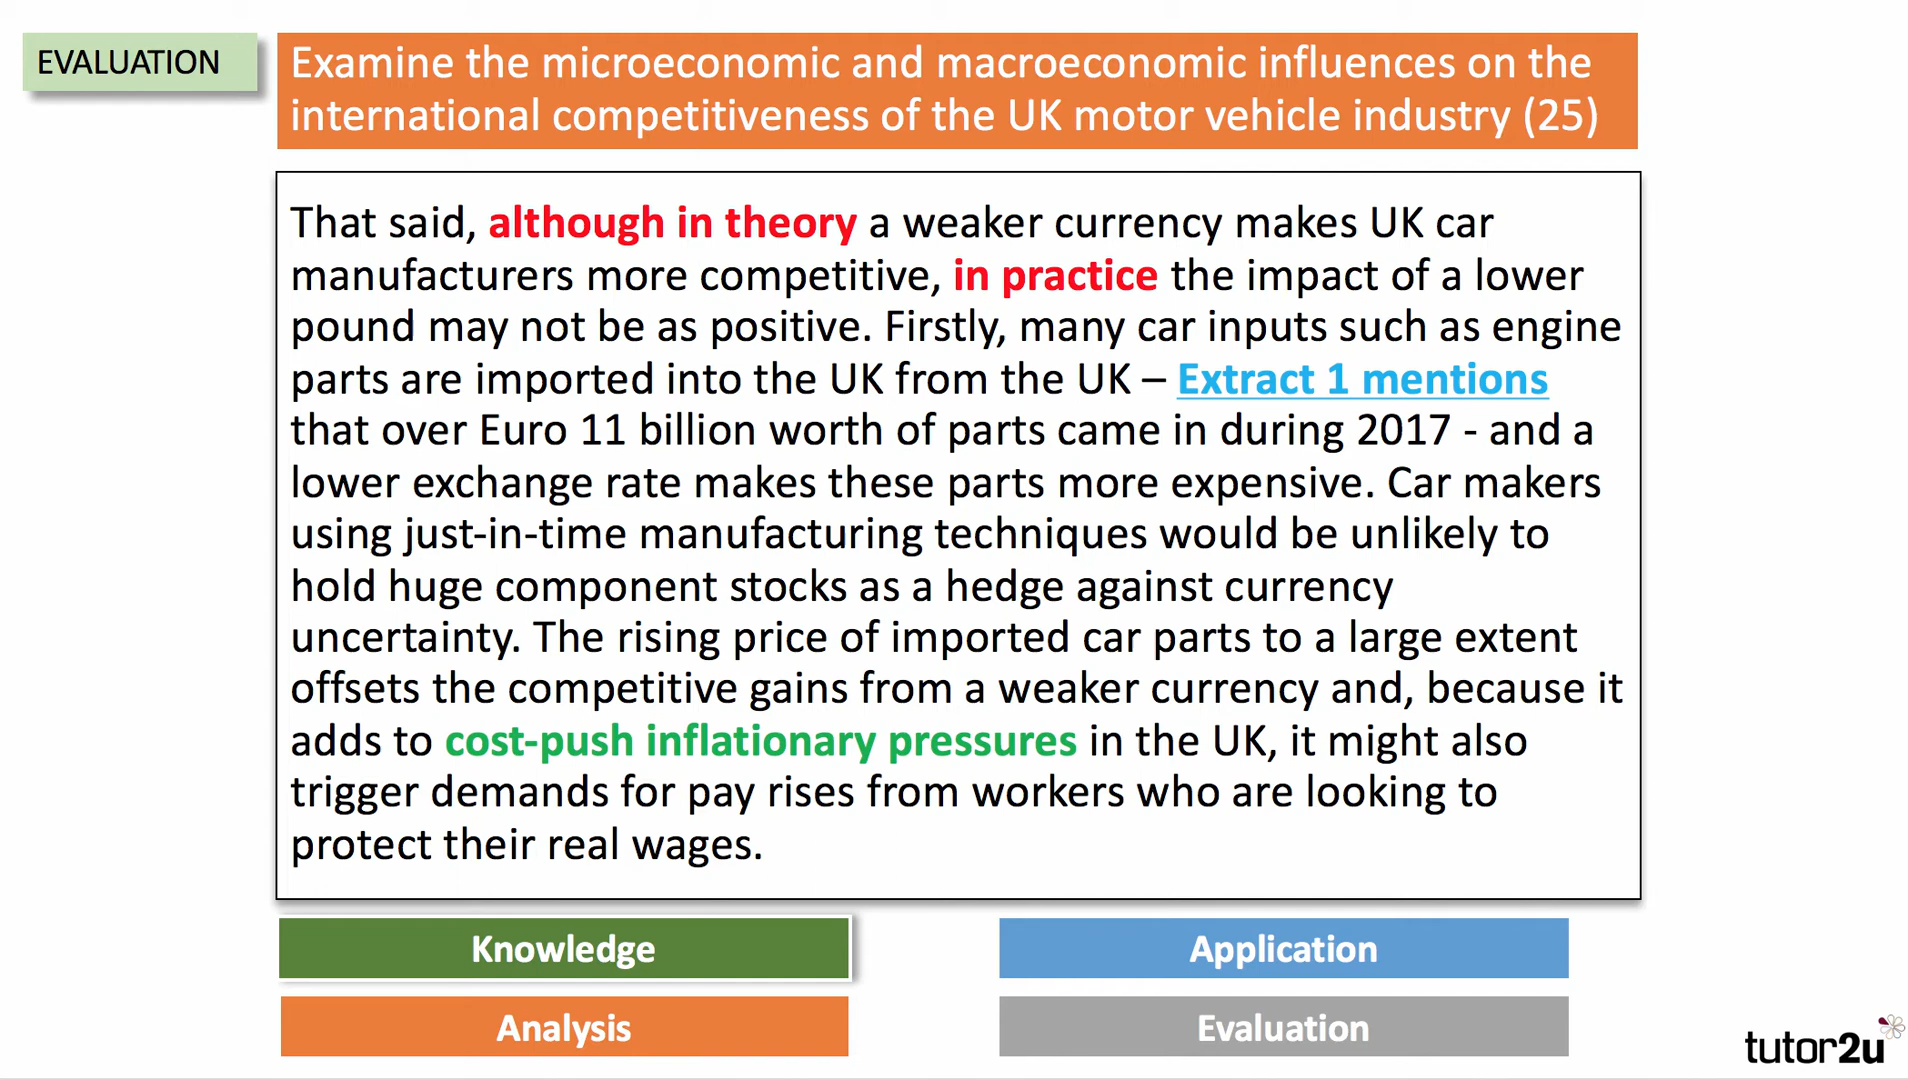 EVALUATION
Examine the microeconomic and macroeconomic influences on the
international competitiveness of the UK motor vehicle industry (25)
That said, although in theory a weaker currency makes UK car
manufacturers more competitive, in practice the impact of a lower
pound may not be as positive. Firstly, many car inputs such as engine
parts are imported into the UK from the UK – Extract 1 mentions
that over Euro 11 billion worth of parts came in during 2017 - and a
lower exchange rate makes these parts more expensive. Car makers
using just-in-time manufacturing techniques would be unlikely to
hold huge component stocks as a hedge against currency
uncertainty. The rising price of imported car parts to a large extent
offsets the competitive gains from a weaker currency and, because it
adds to cost-push inflationary pressures in the UK, it might also
trigger demands for pay rises from workers who are looking to
protect their real wages.
Knowledge
Application
Analysis
Evaluation
tutor2u